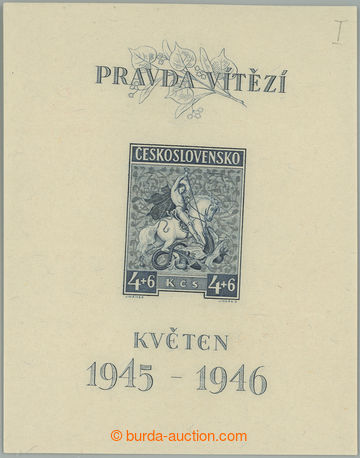 I
PRAVDA VÍTĚZÍ
ČESKOSLOVENSKO
4+6 KČS 4+6
KVĚTEN
1945 - 1946
© burda-auction.com